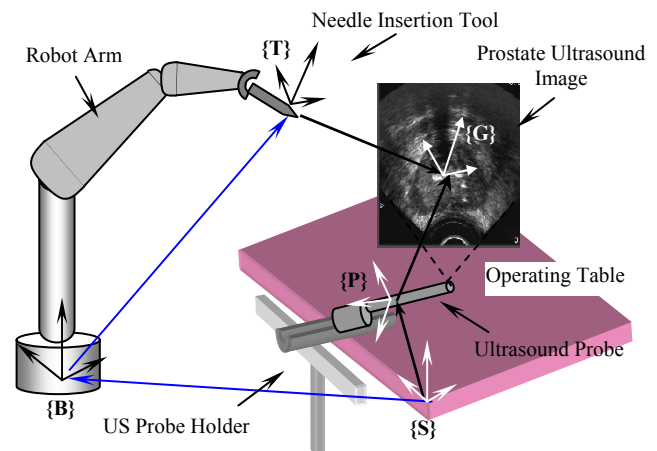 Needle Insertion Tool
{T}
Robot Arm
Prostate Ultrasound
Image
{G}
{P}
Operating Table
Ultrasound Probe
{B}
US Probe Holder
{S}